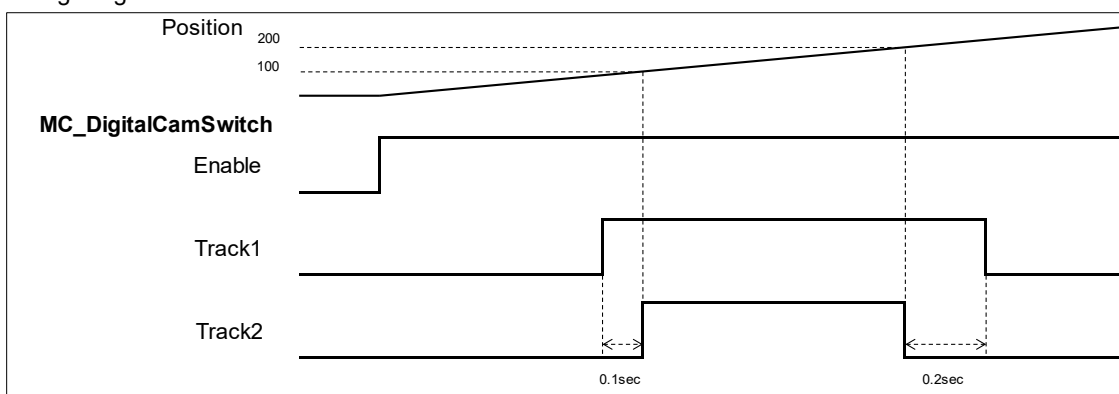 Position
200
100
MC_DigitalCamSwitch
Enable
Track1
Track2
0.1sec
0.2sec